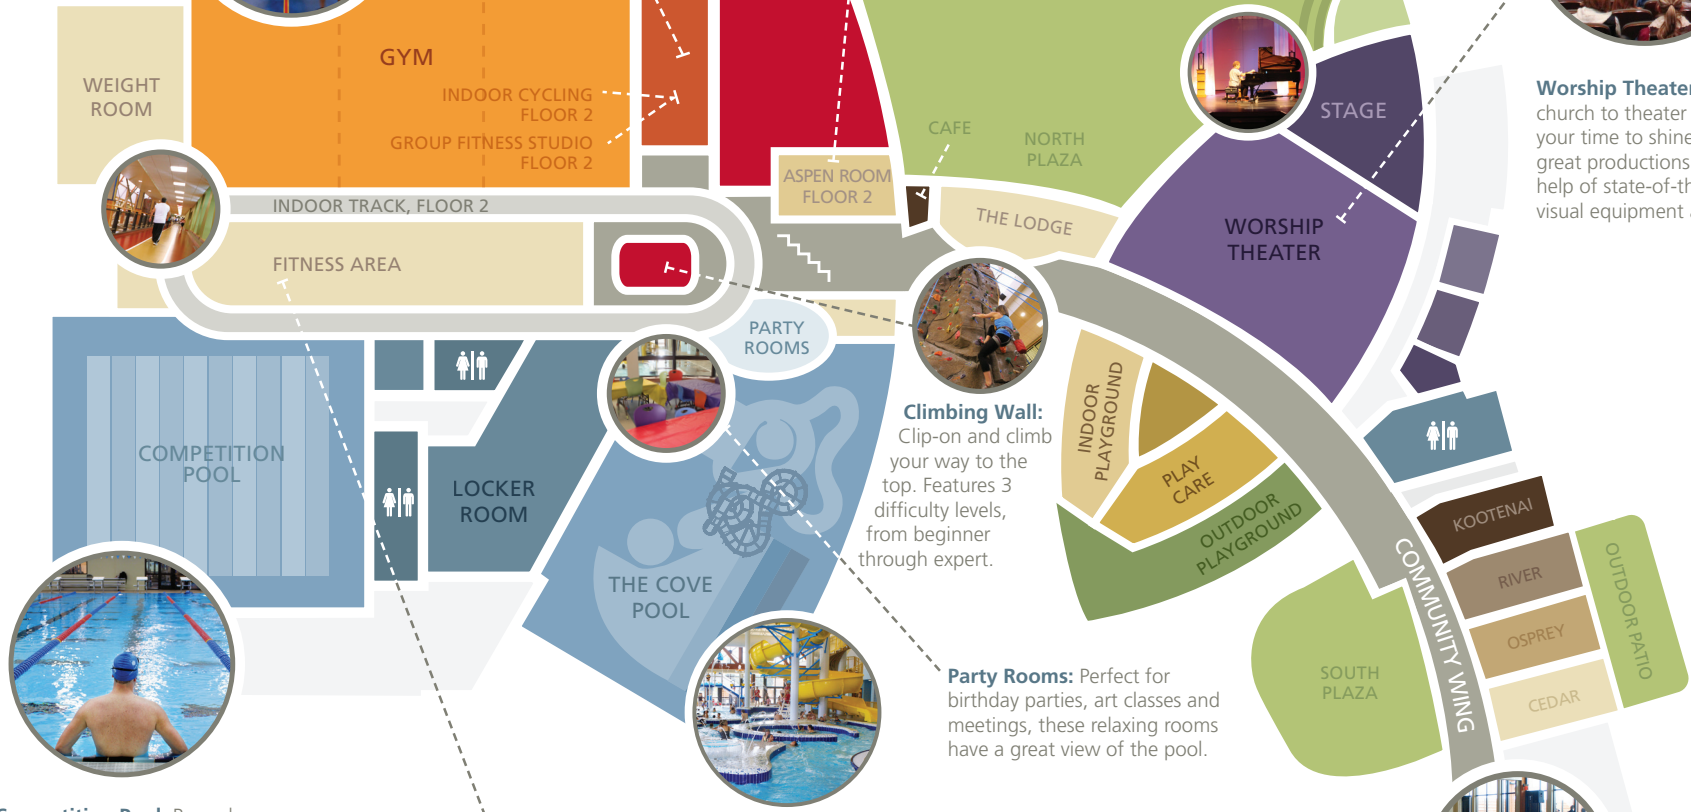 GYM
WEIGHT
ROOM
INDOOR CYCLING
FLOOR 2
GROUP FITNESS STUDIO
FLOOR 2
INDOOR TRACK, FLOOR 2
FITNESS AREA
ASPEN ROOM
FLOOR 2
CAFE
NORTH
PLAZA
THE LODGE
STAGE
WORSHIP
THEATER
Worship Theater
church to theater
your time to shine
great productions
help of state-of-th
visual equipment
PARTY
ROOMS
COMPETITION
POOL
LOCKER
ROOM
THE COVE
POOL
Climbing Wall:
Clip-on and climb
your way to the
top. Features 3
difficulty levels,
from beginner
through expert.
INDOOR
PLAYGROUND
PLAY
CARE
OUTDOOR
PLAYGROUND
COMMUNITY WING
KOOTENAI
RIVER
OSPREY
CEDAR
OUTDOOR PATIO
SOUTH
PLAZA
Party Rooms: Perfect for
birthday parties, art classes and
meetings, these relaxing rooms
have a great view of the pool.